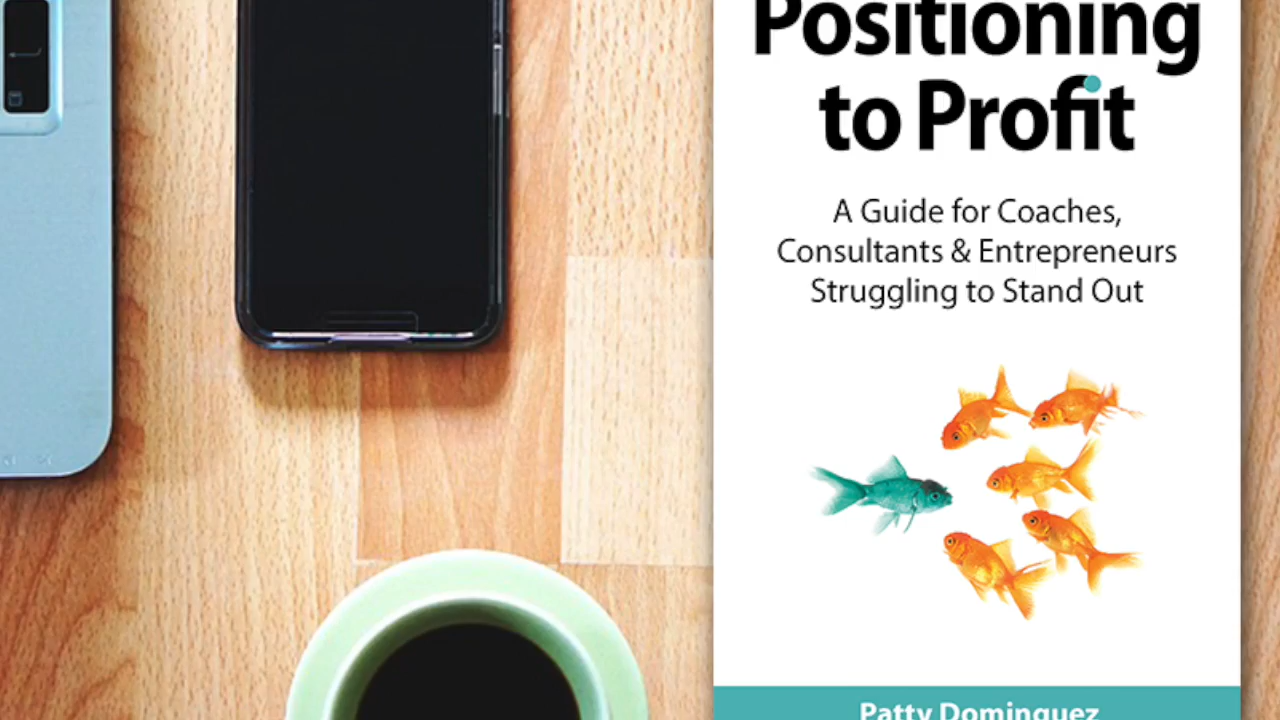 Positioning
to Profit
A Guide for Coaches,
Consultants & Entrepreneurs
Struggling to Stand Out
Patty Dominguez